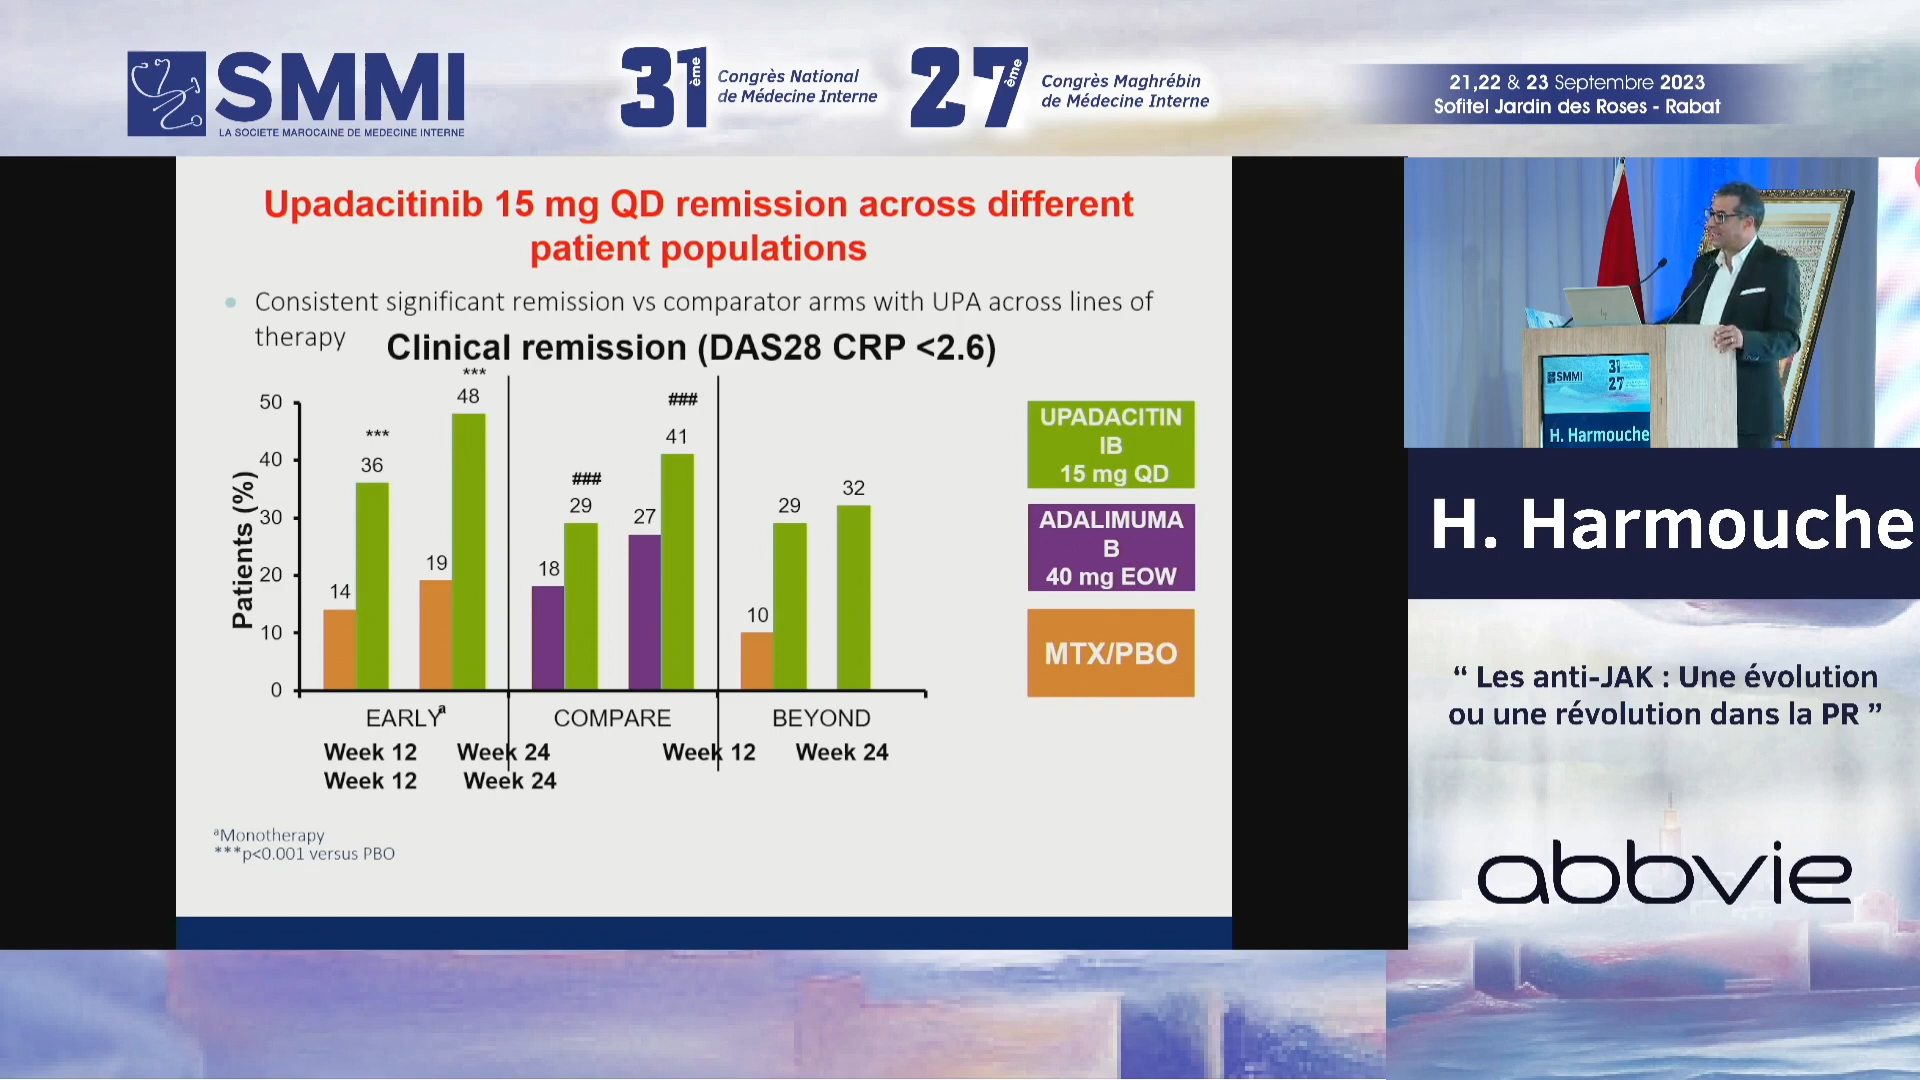 SMMI
LA SOCIETE MAROCAINE DE MEDECINE INTERNE
31ème
Congrès National
de Médecine Interne
27ème
Congrès Maghrébin
de Médecine Interne
21,22 & 23 Septembre 2023
Sofitel Jardin des Roses - Rabat
Upadacitinib 15 mg QD remission across different
patient populations
Consistent significant remission vs comparator arms with UPA across lines of
therapy
Clinical remission (DAS28 CRP <2.6)
Patients (%)
50
40
30
20
10
0
14
***
36
19
***
48
18
###
29
27
###
41
10
29
32
EARLYᵃ
COMPARE
BEYOND
Week 12 Week 24 Week 12 Week 24
Week 12 Week 24
UPADACITIN
IB
15 mg QD
ADALIMUMA
B
40 mg EOW
MTX/PBO
ᵃMonotherapy
***p<0.001 versus PBO
SMMI
31
27
H. Harmouche
hp
H. Harmouche
“ Les anti-JAK : Une évolution
ou une révolution dans la PR ”
abbvie